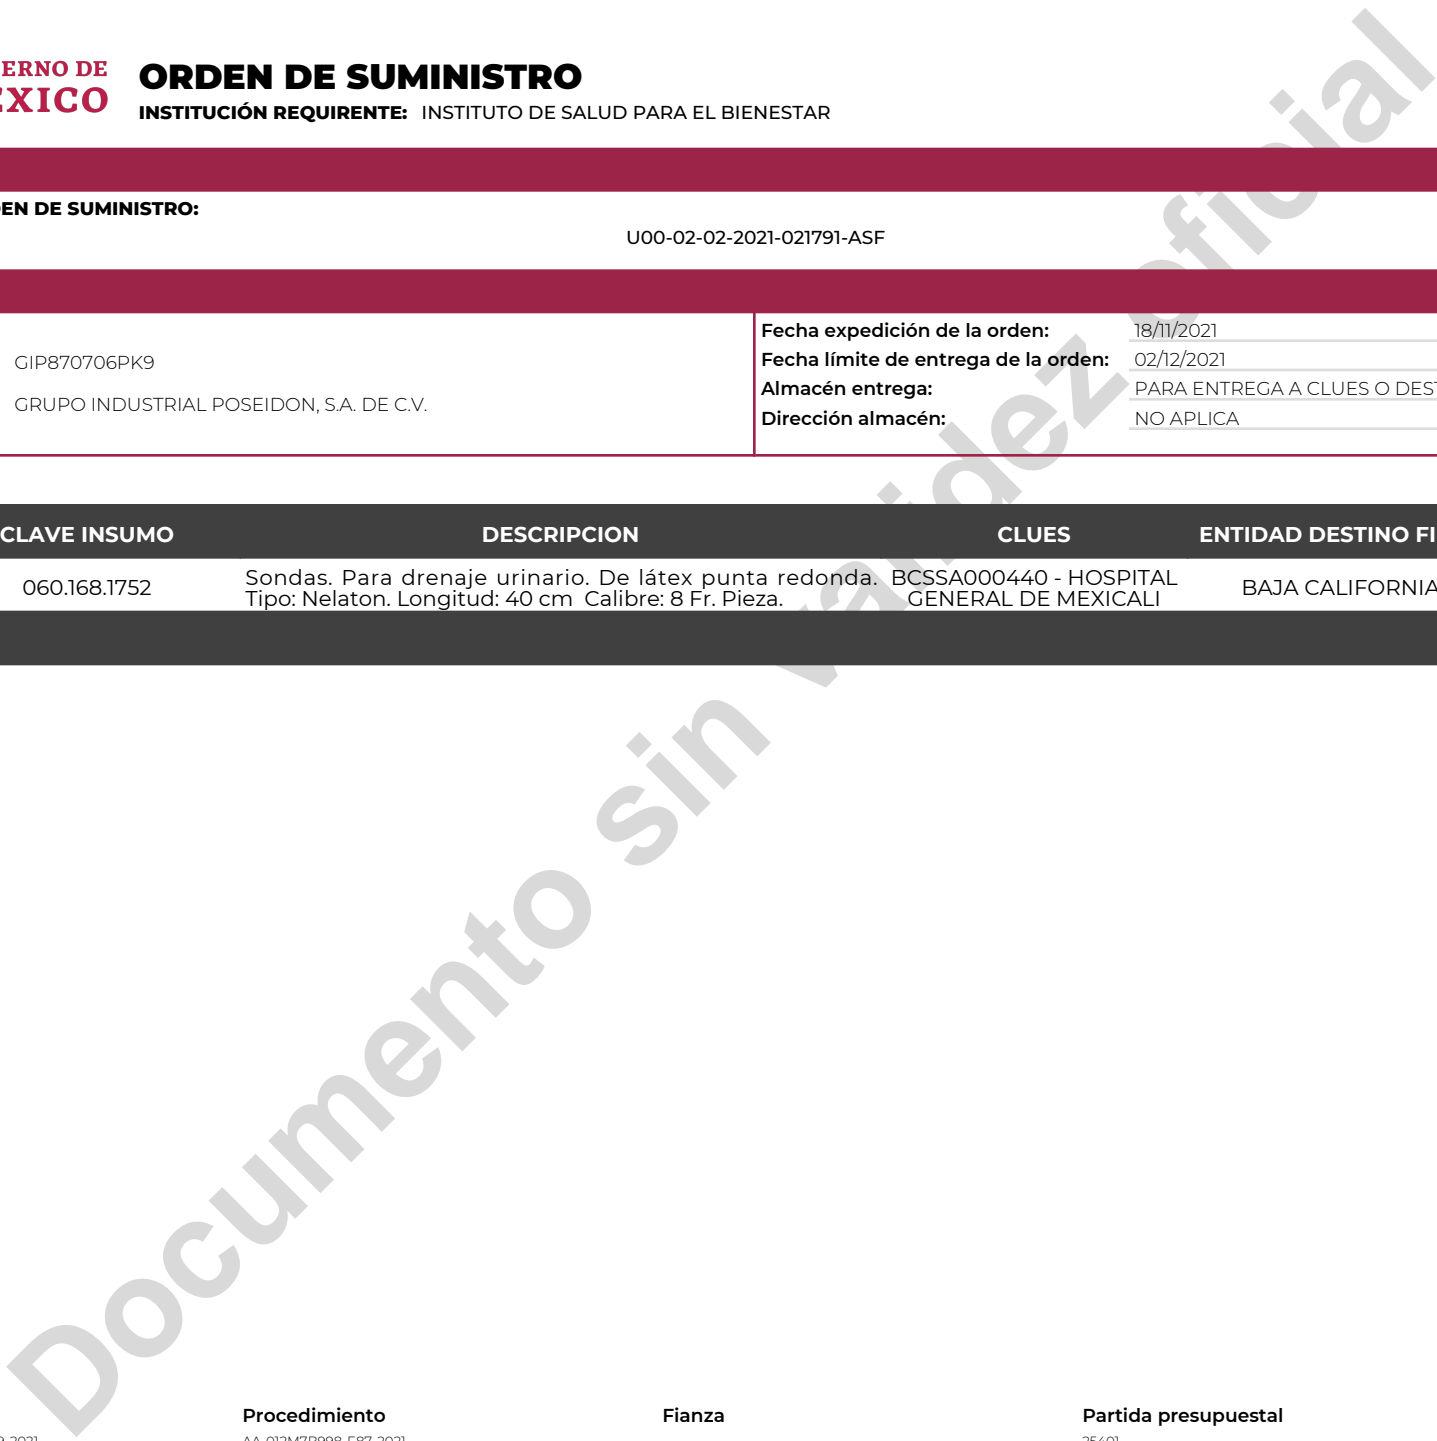 ERNO DE
EXICO
ORDEN DE SUMINISTRO
INSTITUCIÓN REQUIRENTE: INSTITUTO DE SALUD PARA EL BIENESTAR
EN DE SUMINISTRO:
U00-02-02-2021-021791-ASF
GIP870706PK9
GRUPO INDUSTRIAL POSEIDON, S.A. DE C.V.
Fecha expedición de la orden: 18/11/2021
Fecha límite de entrega de la orden: 02/12/2021
Almacén entrega: PARA ENTREGA A CLUES O DEST
Dirección almacén: NO APLICA
CLAVE INSUMO DESCRIPCION CLUES ENTIDAD DESTINO FI
060.168.1752
Sondas. Para drenaje urinario. De látex punta redonda.
Tipo: Nelaton. Longitud: 40 cm Calibre: 8 Fr. Pieza.
BCSSA000440 - HOSPITAL
GENERAL DE MEXICALI
BAJA CALIFORNIA
Documento sin validez oficial
Procedimiento Fianza Partida presupuestal